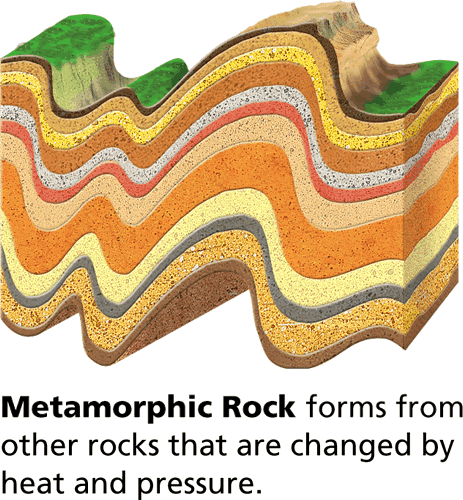 Metamorphic Rock forms from
other rocks that are changed by
heat and pressure.